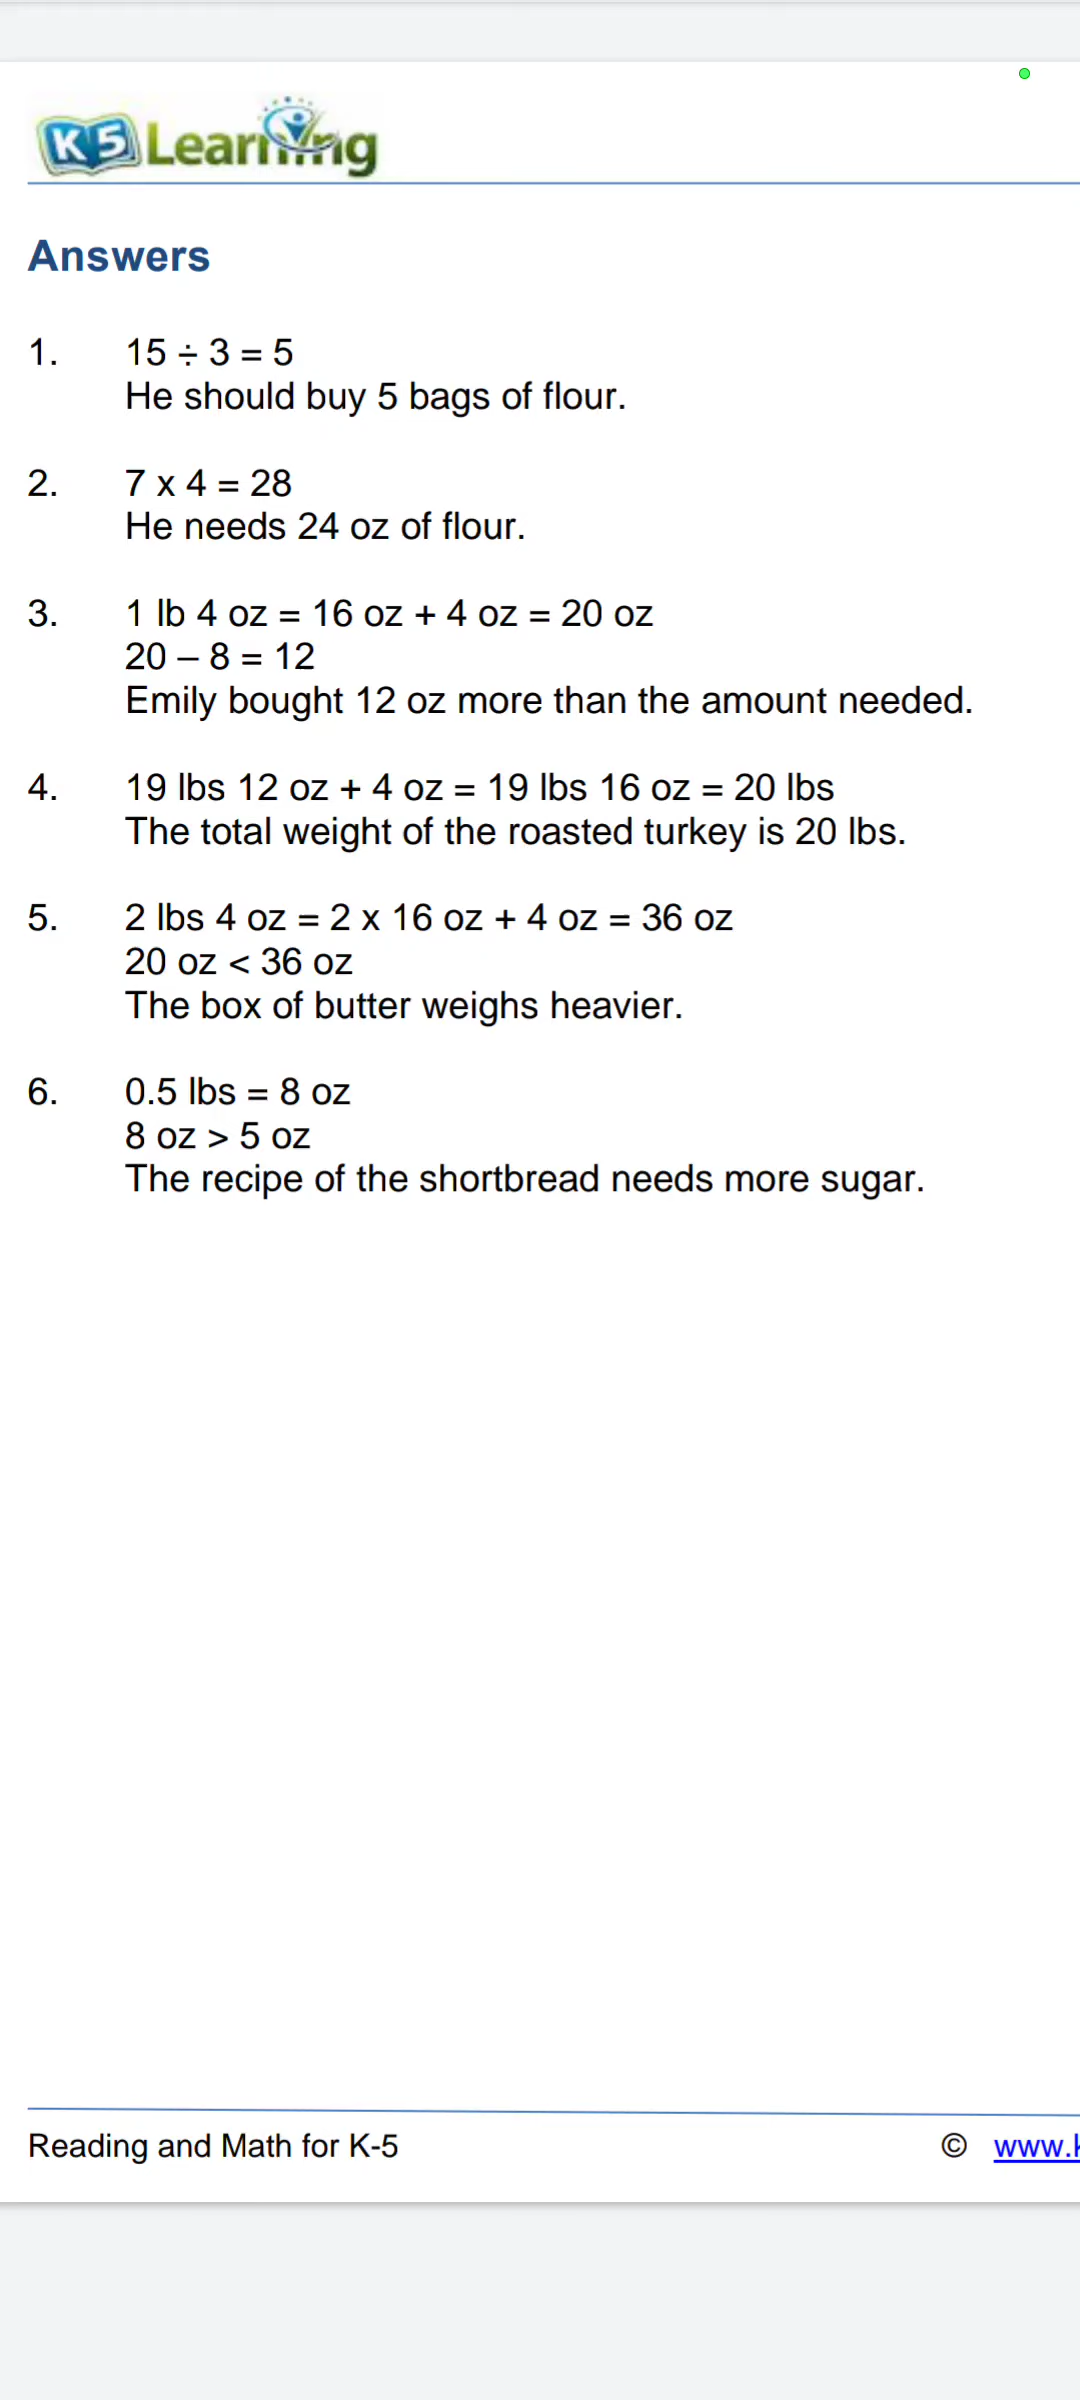 K5 Learning
Answers
1. 15 ÷ 3 = 5
He should buy 5 bags of flour.
2. 7 x 4 = 28
He needs 24 oz of flour.
3. 1 lb 4 oz = 16 oz + 4 oz = 20 oz
20 – 8 = 12
Emily bought 12 oz more than the amount needed.
4. 19 lbs 12 oz + 4 oz = 19 lbs 16 oz = 20 lbs
The total weight of the roasted turkey is 20 lbs.
5. 2 lbs 4 oz = 2 x 16 oz + 4 oz = 36 oz
20 oz < 36 oz
The box of butter weighs heavier.
6. 0.5 lbs = 8 oz
8 oz > 5 oz
The recipe of the shortbread needs more sugar.
Reading and Math for K-5 © www.